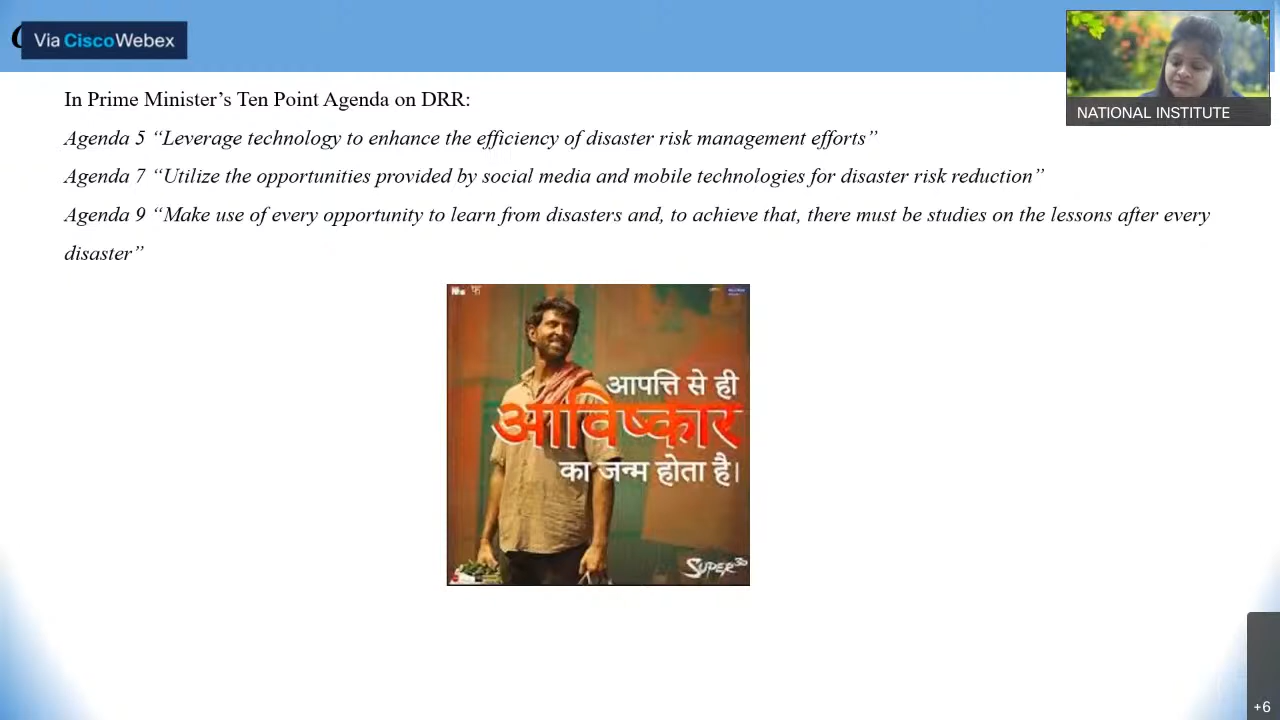 Via Cisco Webex
In Prime Minister’s Ten Point Agenda on DRR:
Agenda 5 “Leverage technology to enhance the efficiency of disaster risk management efforts”
Agenda 7 “Utilize the opportunities provided by social media and mobile technologies for disaster risk reduction”
Agenda 9 “Make use of every opportunity to learn from disasters and, to achieve that, there must be studies on the lessons after every
disaster”
NATIONAL INSTITUTE
आपत्ति से ही
आविष्कार
का जन्म होता है।
SUPER 30
+6